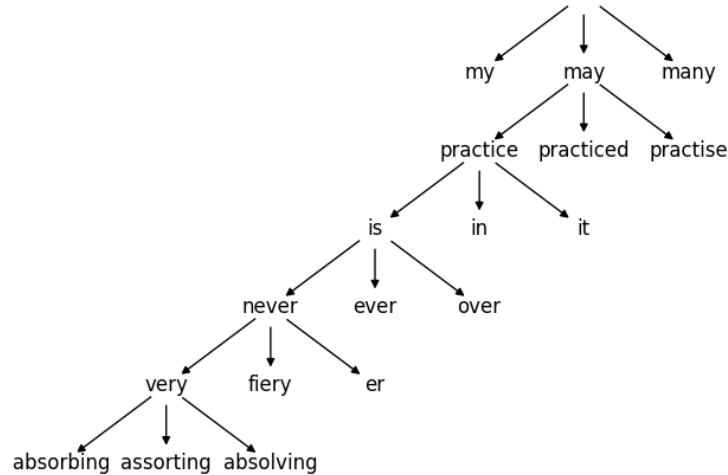 my may many
practice practiced practise
is in it
never ever over
very fiery er
absorbing assorting absolving